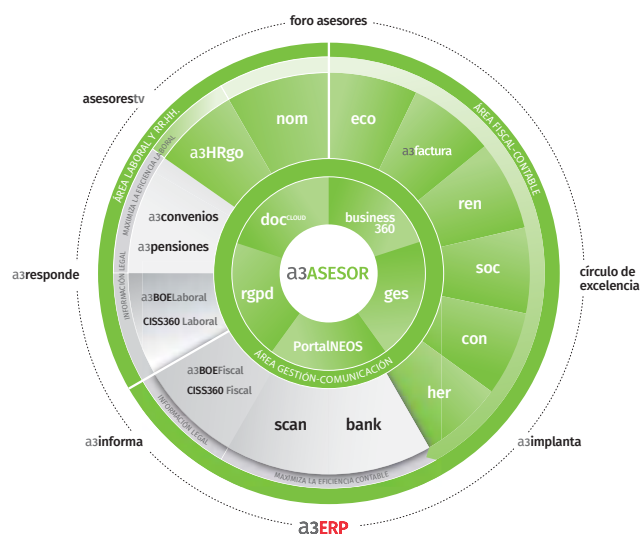 foro asesores
asesorestv
ÁREA LABORAL Y RR.HH.
ÁREA FISCAL-CONTABLE
MAXIMIZA LA EFICIENCIA LABORAL
nom
eco
a3HRgo
a3factura
ren
a3convenios
a3pensiones
doc CLOUD
business
360
a3responde
INFORMACIÓN LEGAL
a3BOELaboral
CISS360 Laboral
a3ASESOR
soc
círculo de
excelencia
rgpd
ges
con
PortalNEOS
ÁREA GESTIÓN-COMUNICACIÓN
a3BOEFiscal
CISS360 Fiscal
her
scan
bank
INFORMACIÓN LEGAL
MAXIMIZA LA EFICIENCIA CONTABLE
a3informa
a3implanta
a3ERP